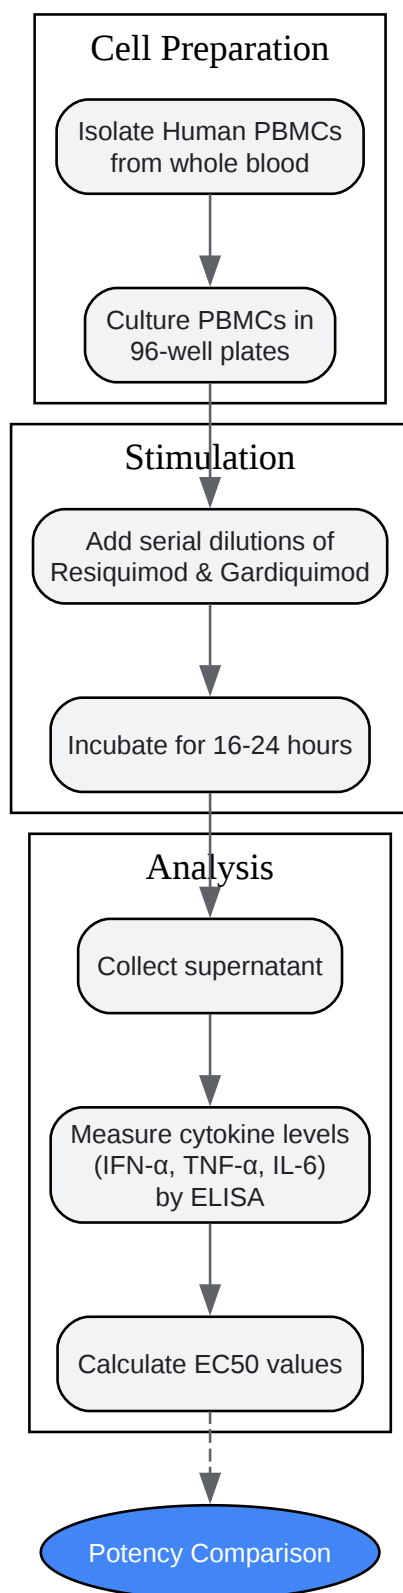 Cell Preparation
Isolate Human PBMCs
from whole blood
Culture PBMCs in
96-well plates
Stimulation
Add serial dilutions of
Resiquimod & Gardiquimod
Incubate for 16-24 hours
Analysis
Collect supernatant
Measure cytokine levels
(IFN-α, TNF-α, IL-6)
by ELISA
Calculate EC50 values
Potency Comparison